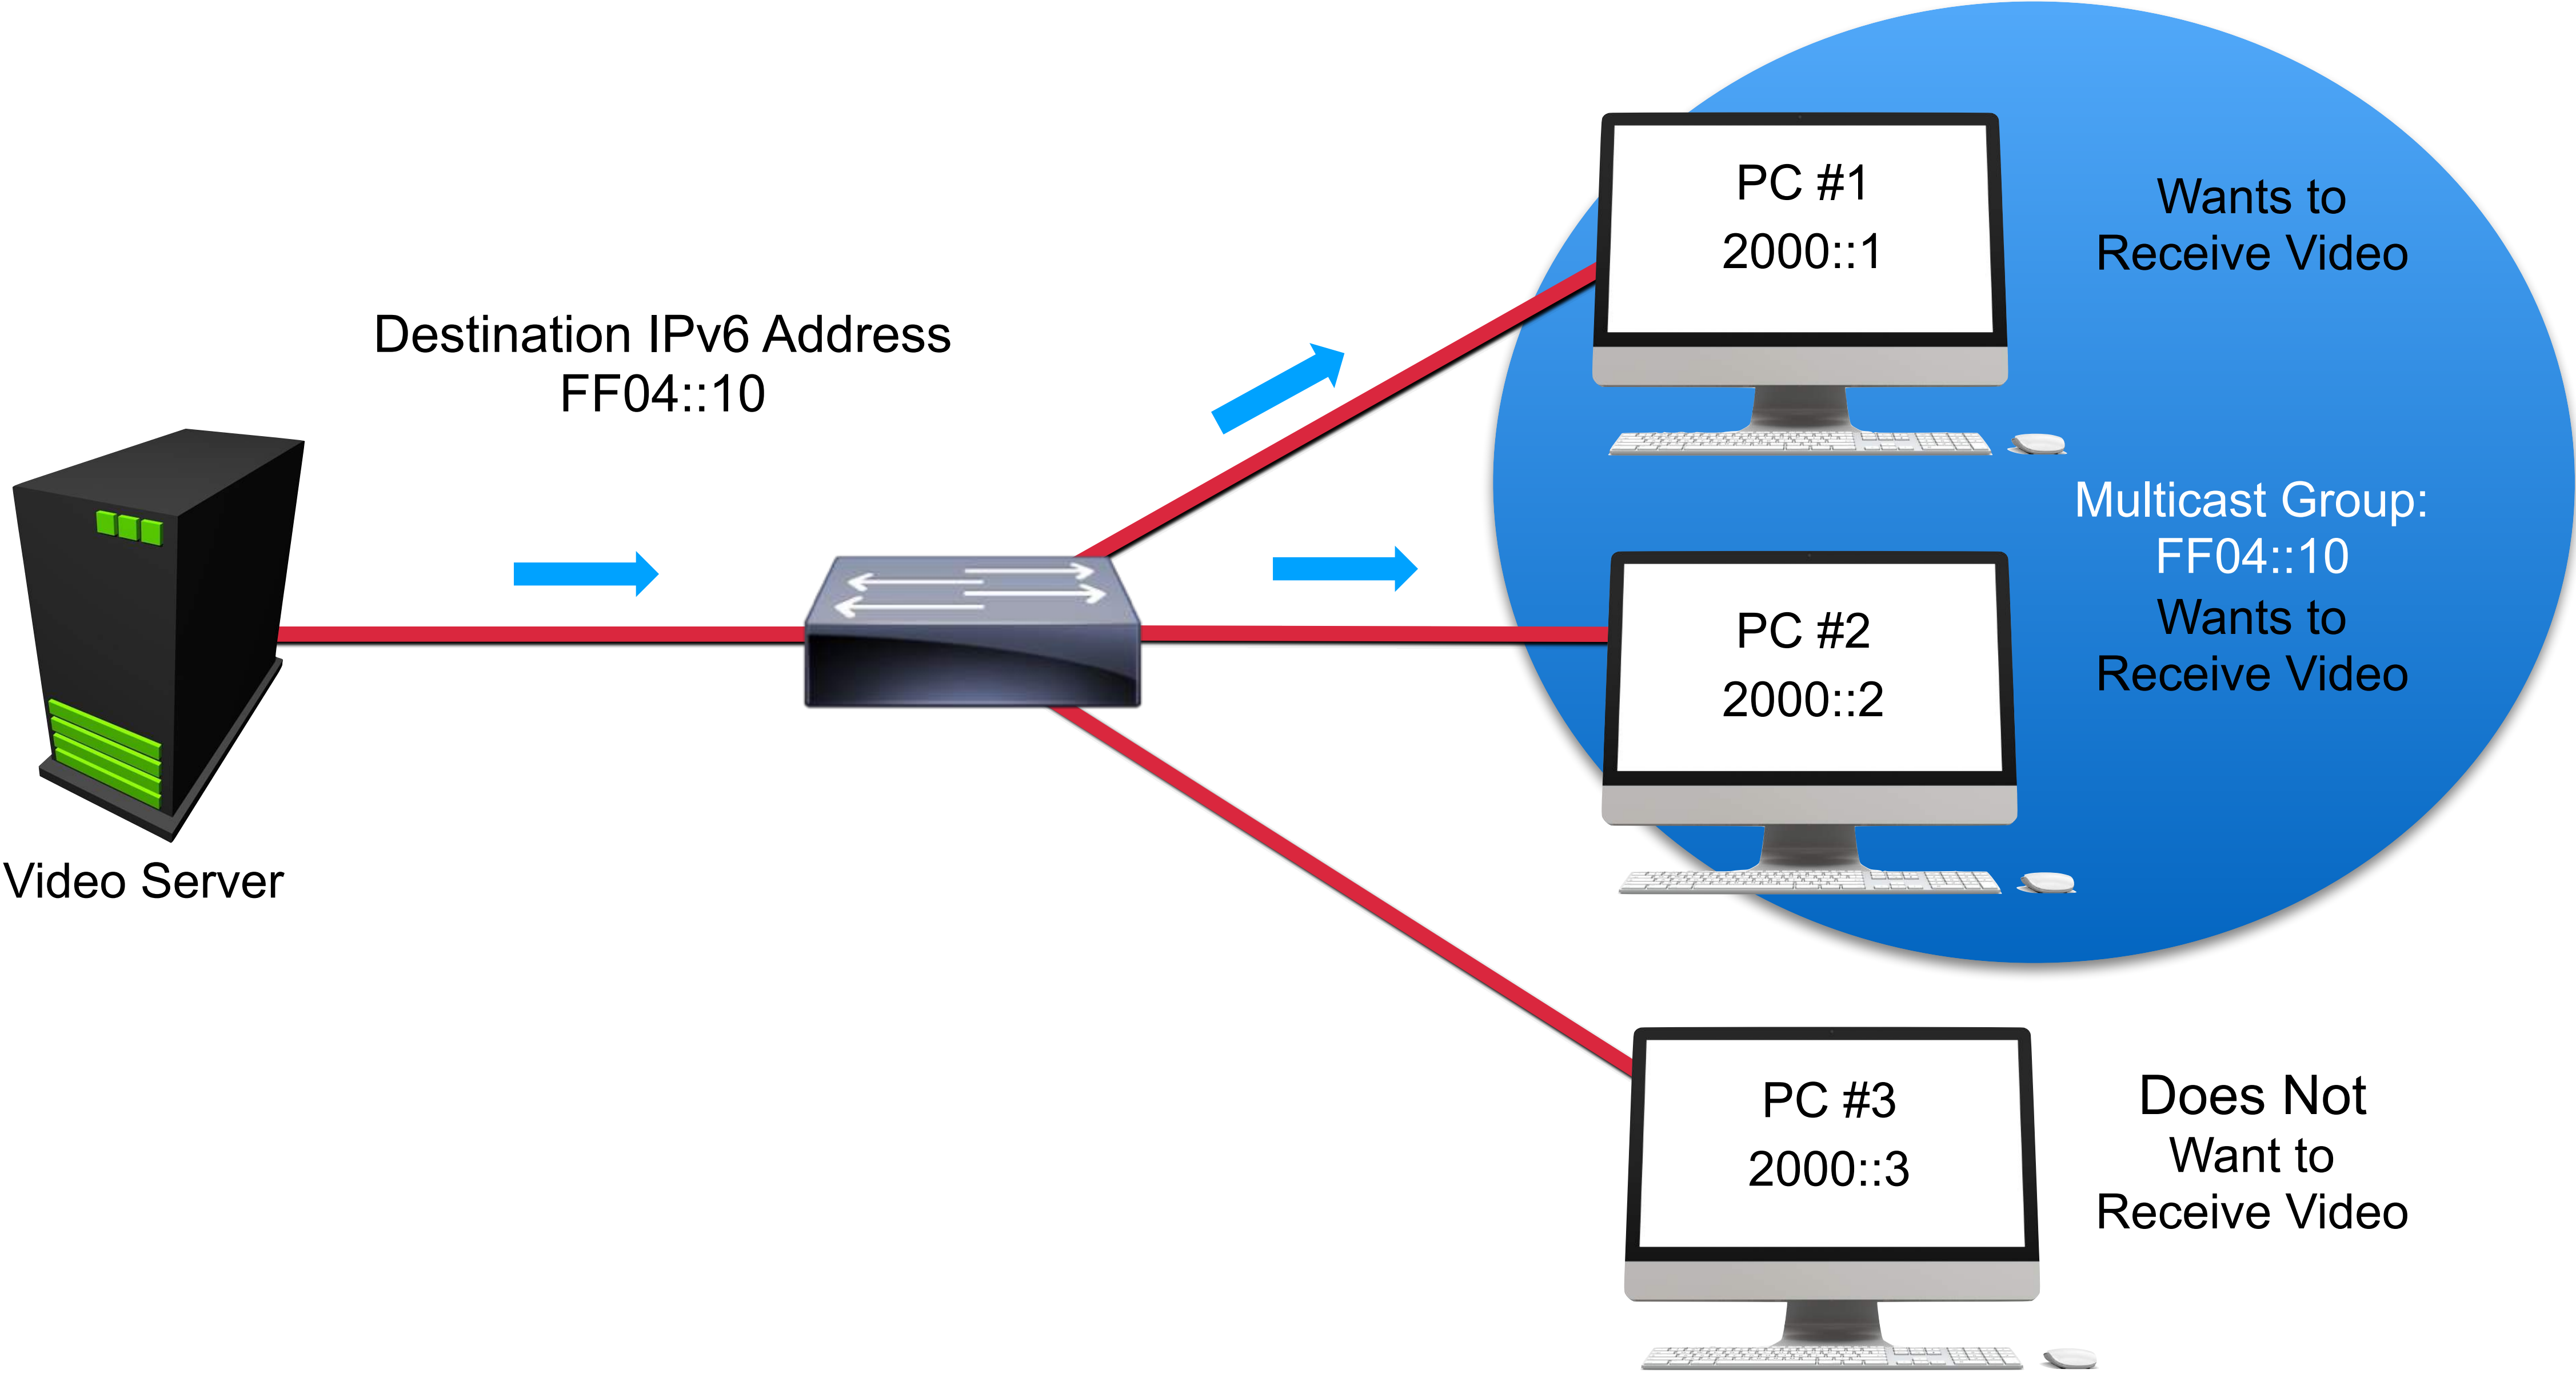 PC #1
2000::1
Wants to
Receive Video
Destination IPv6 Address
FF04::10
Multicast Group:
FF04::10
Wants to
Receive Video
PC #2
2000::2
Video Server
PC #3
2000::3
Does Not
Want to
Receive Video